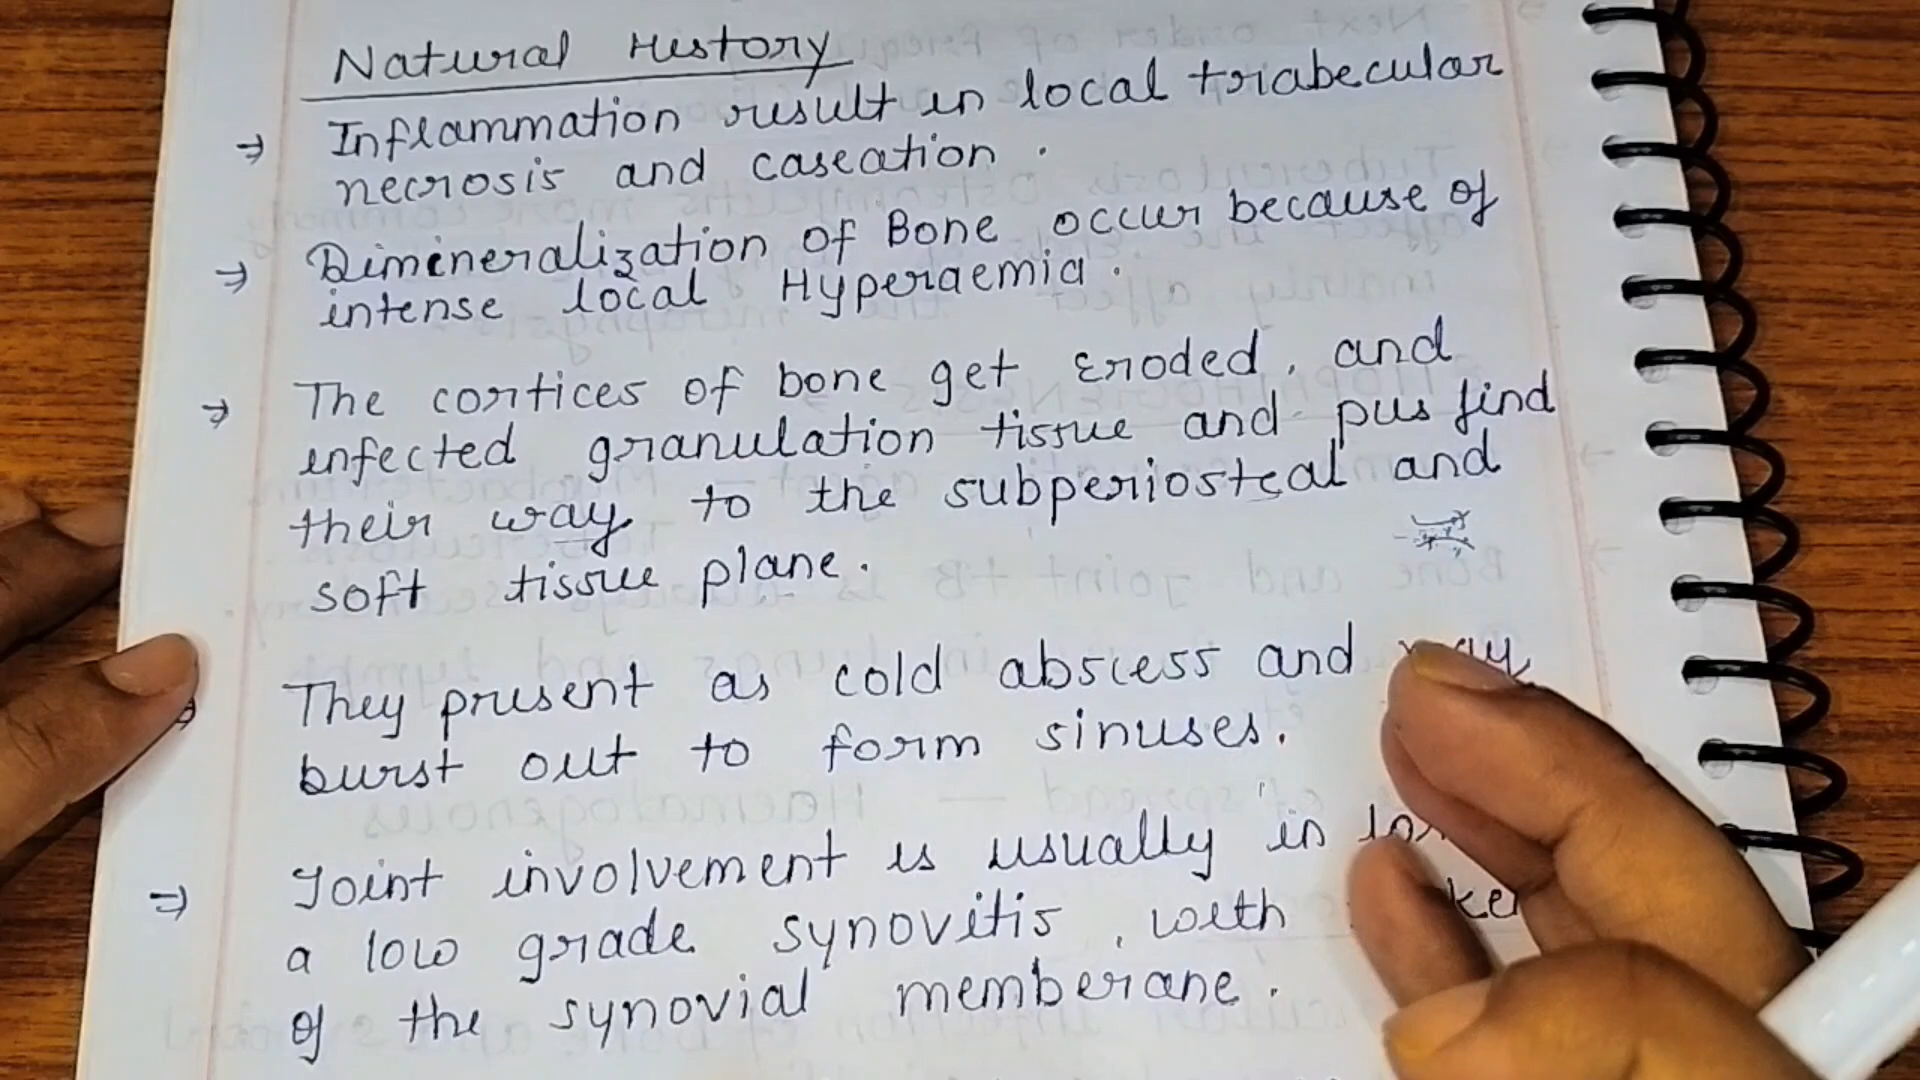 Natural History
⇒ Inflammation result in local trabecular
necrosis and caseation.
⇒ Dimineralization of Bone occur because of
intense local Hyperaemia.
⇒ The cortices of bone get Eroded, and
infected granulation tissue and pus find
their way to the subperiosteal and
soft tissue plane.
They present as cold abscess and may
burst out to form sinuses.
⇒ Joint involvement is usually in
a low grade synovitis, with
of the synovial memberane.